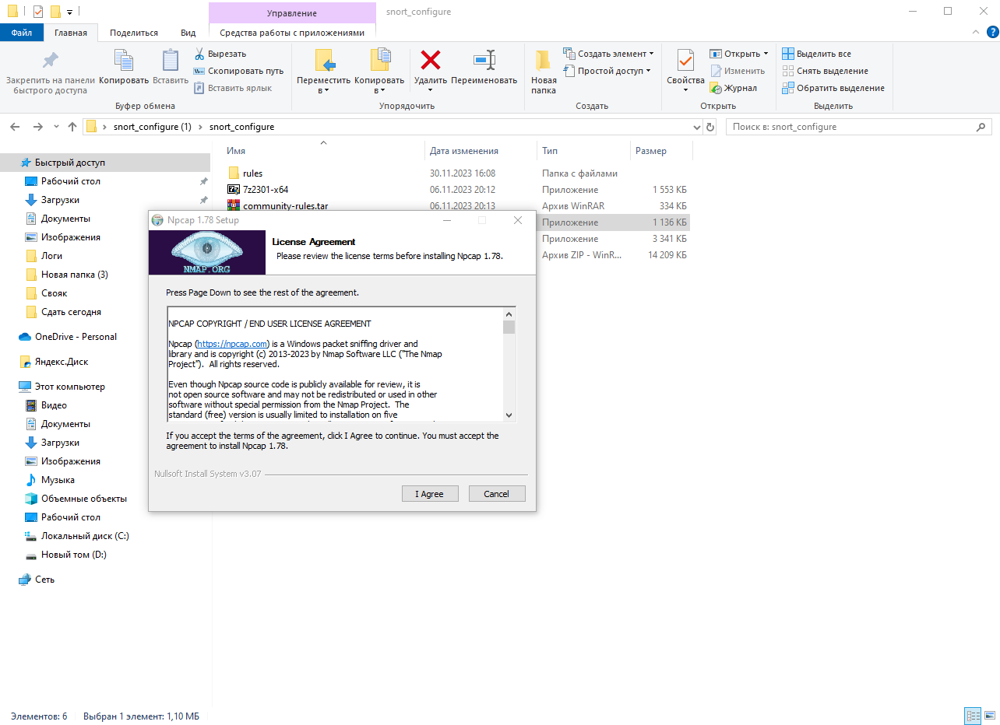 Управление
snort_configure
Файл
Главная
Поделиться
Вид
Средства работы с приложениями
Закрепить на панели
быстрого доступа
Копировать
Вставить
Вырезать
Скопировать путь
Вставить ярлык
Буфер обмена
Переместить
в
Копировать
в
Удалить
Переименовать
Упорядочить
Новая
папка
Создать элемент
Простой доступ
Создать
Свойства
Открыть
Изменить
Журнал
Открыть
Выделить все
Снять выделение
Обратить выделение
Выделить
snort_configure (1) › snort_configure
Поиск в: snort_configure
Имя
Дата изменения
Тип
Размер
rules 30.11.2023 16:08 Папка с файлами
7z2301-x64 06.11.2023 20:12 Приложение 1 553 КБ
community-rules.tar 06.11.2023 20:13 Архив WinRAR 334 КБ
Приложение 1 136 КБ
Приложение 3 341 КБ
Архив ZIP - WinR... 14 209 КБ
Быстрый доступ
Рабочий стол
Загрузки
Документы
Изображения
Логи
Новая папка (3)
Свояк
Сдать сегодня
OneDrive - Personal
Яндекс.Диск
Этот компьютер
Видео
Документы
Загрузки
Изображения
Музыка
Объемные объекты
Рабочий стол
Локальный диск (C:)
Новый том (D:)
Сеть
Npcap 1.78 Setup
NMAP.ORG
License Agreement
Please review the license terms before installing Npcap 1.78.
Press Page Down to see the rest of the agreement.
NPCAP COPYRIGHT / END USER LICENSE AGREEMENT
Npcap (https://npcap.com) is a Windows packet sniffing driver and
library and is copyright (c) 2013-2023 by Nmap Software LLC ("The Nmap
Project").  All rights reserved.
Even though Npcap source code is publicly available for review, it is
not open source software and may not be redistributed or used in other
software without special permission from the Nmap Project.  The
standard (free) version is usually limited to installation on five
If you accept the terms of the agreement, click I Agree to continue. You must accept the
agreement to install Npcap 1.78.
Nullsoft Install System v3.07
I Agree
Cancel
Элементов: 6
Выбран 1 элемент: 1,10 МБ